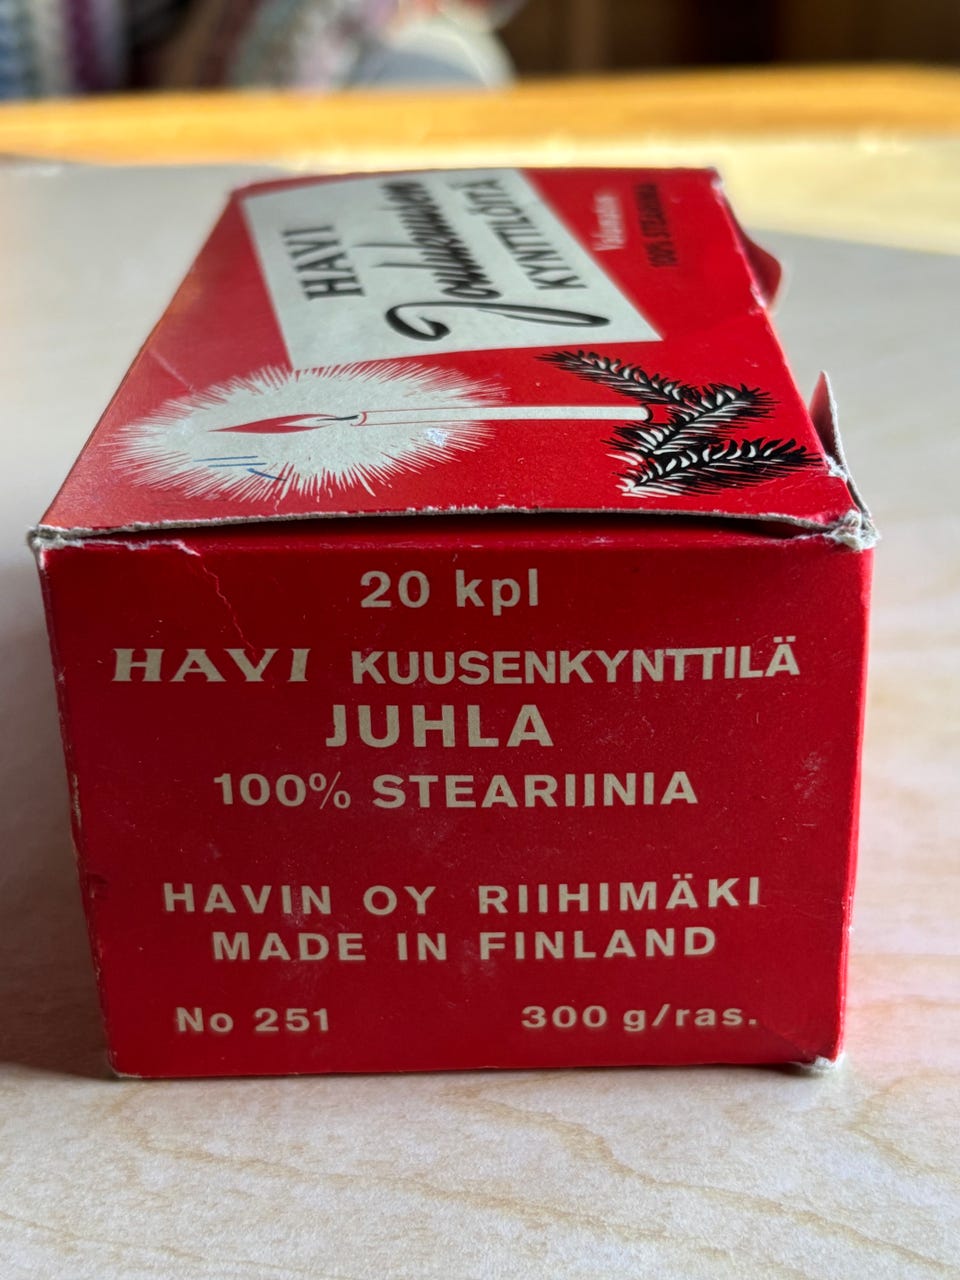 HAVI
Joulukuusen
KYNTTILÖITÄ
Valumaton
100% STEARIINIA
20 kpl
HAVI KUUSENKYNTTILÄ
JUHLA
100% STEARIINIA
HAVIN OY RIIHIMÄKI
MADE IN FINLAND
No 251 300 g/ras.